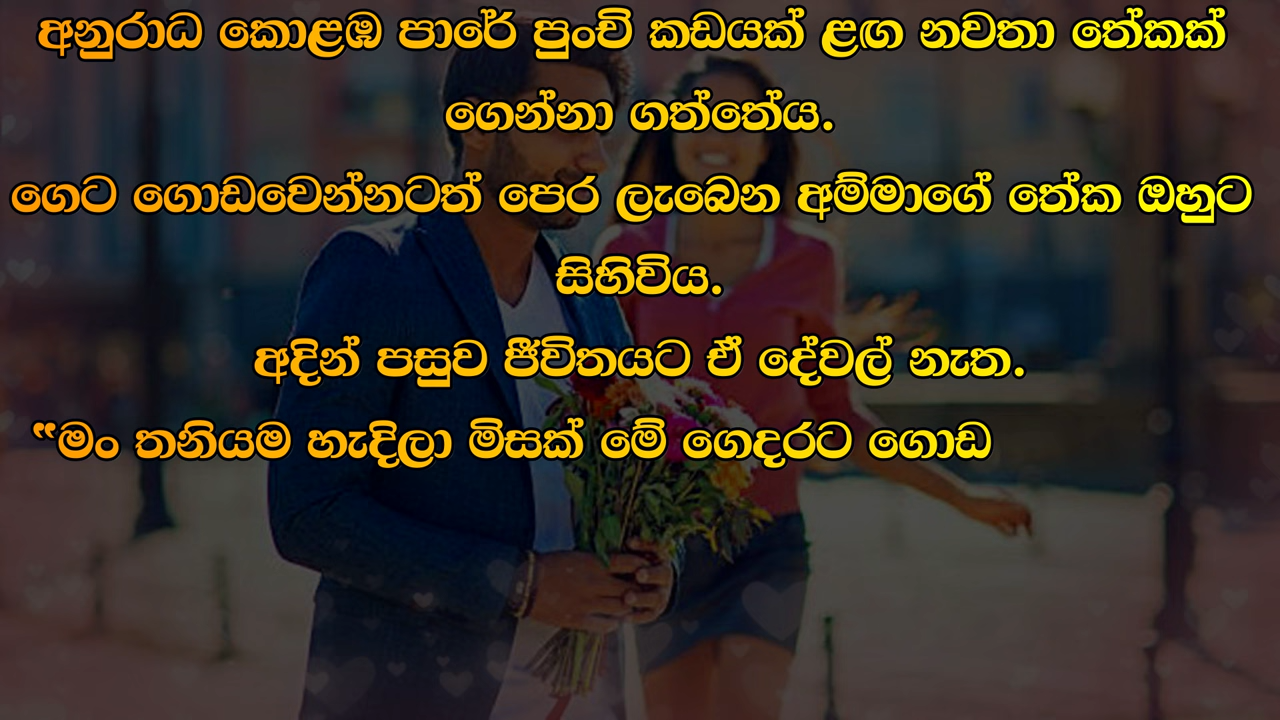 අනුරාධ කොළඹ පාරේ පුංචි කඩයක් ළඟ නවතා තේකක්
ගෙන්නා ගත්තේය.
ගෙට ගොඩවෙන්නටත් පෙර ලැබෙන අම්මාගේ තේක ඔහුට
සිහිවිය.
අදින් පසුව ජීවිතයට ඒ දේවල් නැත.
“මං තනියම හැදිලා මිසක් මේ ගෙදරට ගොඩ